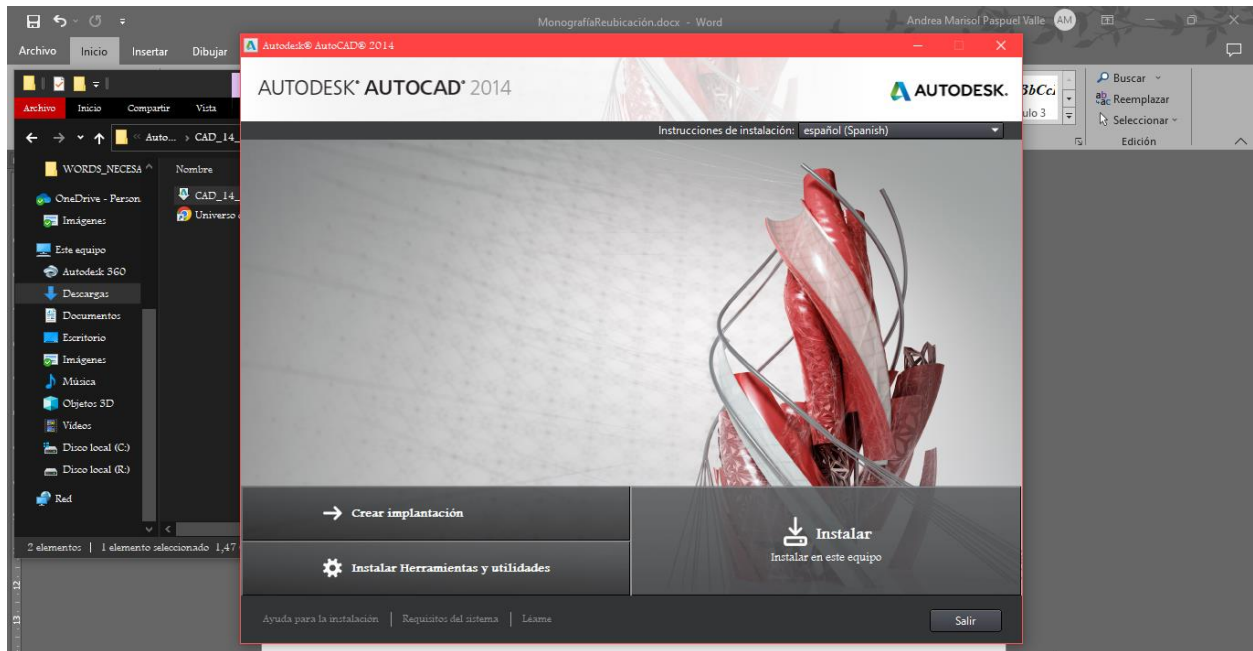 MonografíaReubicación.docx - Word
Andrea Marisol Paspuel Valle
AM
Archivo
Inicio
Insertar
Dibujar
Autodesk® AutoCAD® 2014
AUTODESK® AUTOCAD® 2014
AUTODESK.
Instrucciones de instalación:
español (Spanish)
Buscar
Reemplazar
Seleccionar
Edición
Archivo
Inicio
Compartir
Vista
« Auto... > CAD_14_
WORDS_NECESA
OneDrive - Person
Imágenes
Este equipo
Autodesk 360
Descargas
Documentos
Escritorio
Imágenes
Música
Objetos 3D
Videos
Disco local (C:)
Disco local (R:)
Red
Nombre
CAD_14_
Universo
2 elementos | 1 elemento seleccionado 1,47
Crear implantación
Instalar Herramientas y utilidades
Instalar
Instalar en este equipo
Ayuda para la instalación | Requisitos del sistema | Léame
Salir
12
13